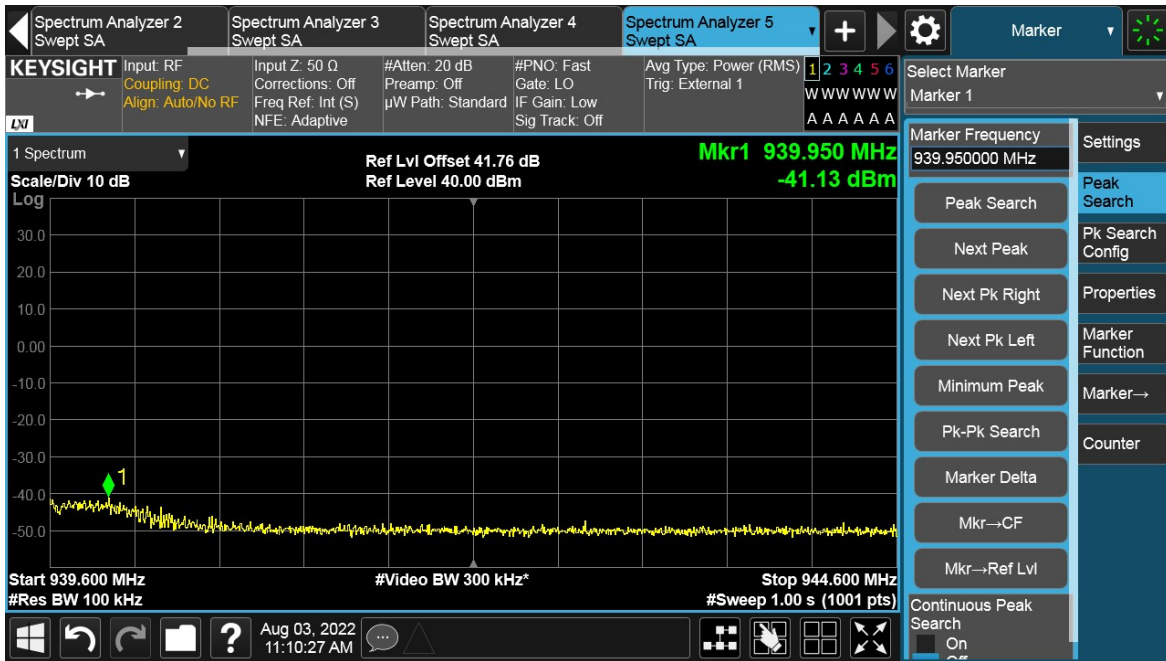 Spectrum Analyzer 2
Swept SA
Spectrum Analyzer 3
Swept SA
Spectrum Analyzer 4
Swept SA
Spectrum Analyzer 5
Swept SA
+
Marker
KEYSIGHT
LXI
Input: RF
Coupling: DC
Align: Auto/No RF
Input Z: 50 Ω
Corrections: Off
Freq Ref: Int (S)
NFE: Adaptive
#Atten: 20 dB
Preamp: Off
µW Path: Standard
#PNO: Fast
Gate: LO
IF Gain: Low
Sig Track: Off
Avg Type: Power (RMS)
Trig: External 1
1 2 3 4 5 6
W W W W W W
A A A A A A
Select Marker
Marker 1
1 Spectrum
Scale/Div 10 dB
Log
Ref Lvl Offset 41.76 dB
Ref Level 40.00 dBm
Mkr1 939.950 MHz
-41.13 dBm
30.0
20.0
10.0
0.00
-10.0
-20.0
-30.0
-40.0
-50.0
1
Start 939.600 MHz
#Res BW 100 kHz
#Video BW 300 kHz*
Stop 944.600 MHz
#Sweep 1.00 s (1001 pts)
Marker Frequency
939.950000 MHz
Peak Search
Next Peak
Next Pk Right
Next Pk Left
Minimum Peak
Pk-Pk Search
Marker Delta
Mkr→CF
Mkr→Ref Lvl
Continuous Peak
Search
On
Off
Settings
Peak
Search
Pk Search
Config
Properties
Marker
Function
Marker→
Counter
?
Aug 03, 2022
11:10:27 AM